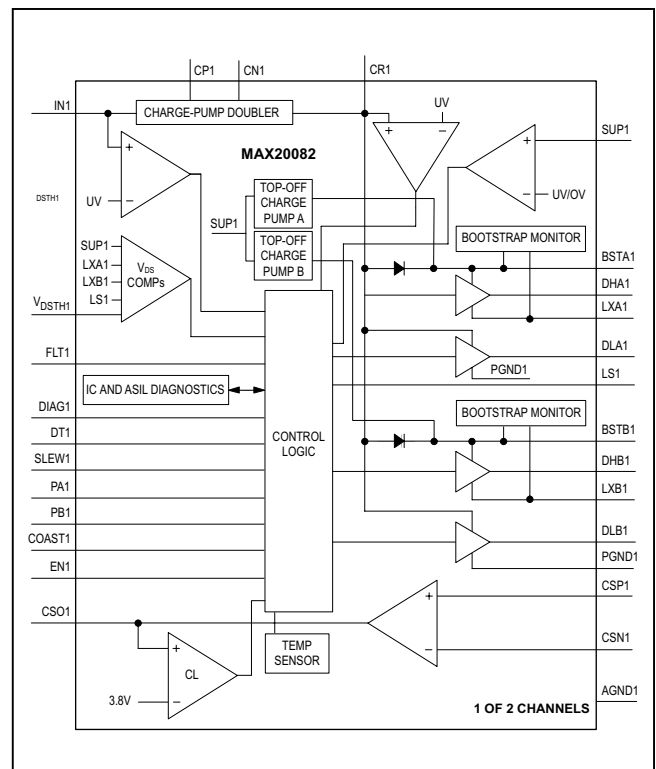 CP1
CN1
CR1
IN1
CHARGE-PUMP DOUBLER
UV
+
−
MAX20082
+
−
UV
DSTH1
TOP-OFF
CHARGE
PUMP A
SUP1
TOP-OFF
CHARGE
PUMP B
+
−
SUP1
UV/OV
SUP1
LXA1
LXB1
LS1
VDS
COMPs
VDSTH1
BOOTSTRAP MONITOR
BSTA1
DHA1
LXA1
DLA1
PGND1
LS1
FLT1
IC AND ASIL DIAGNOSTICS
DIAG1
DT1
SLEW1
PA1
PB1
COAST1
EN1
CONTROL
LOGIC
BOOTSTRAP MONITOR
BSTB1
DHB1
LXB1
DLB1
PGND1
CSP1
+
−
CSN1
CSO1
+
−
CL
3.8V
TEMP
SENSOR
AGND1
1 OF 2 CHANNELS